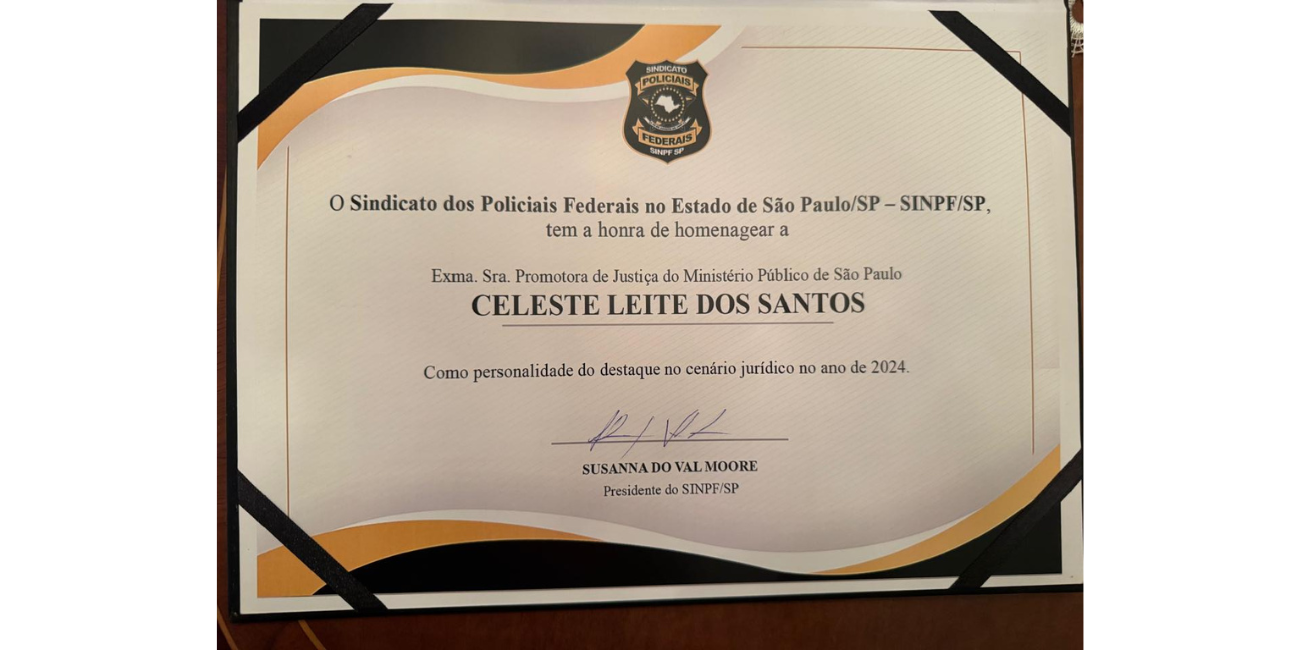 SINDICATO
POLICIAIS
FEDERAIS
SINPF SP
O Sindicato dos Policiais Federais no Estado de São Paulo/SP – SINPF/SP,
tem a honra de homenagear a
Exma. Sra. Promotora de Justiça do Ministério Público de São Paulo
CELESTE LEITE DOS SANTOS
Como personalidade do destaque no cenário jurídico no ano de 2024.
SUSANNA DO VAL MOORE
Presidente do SINPF/SP